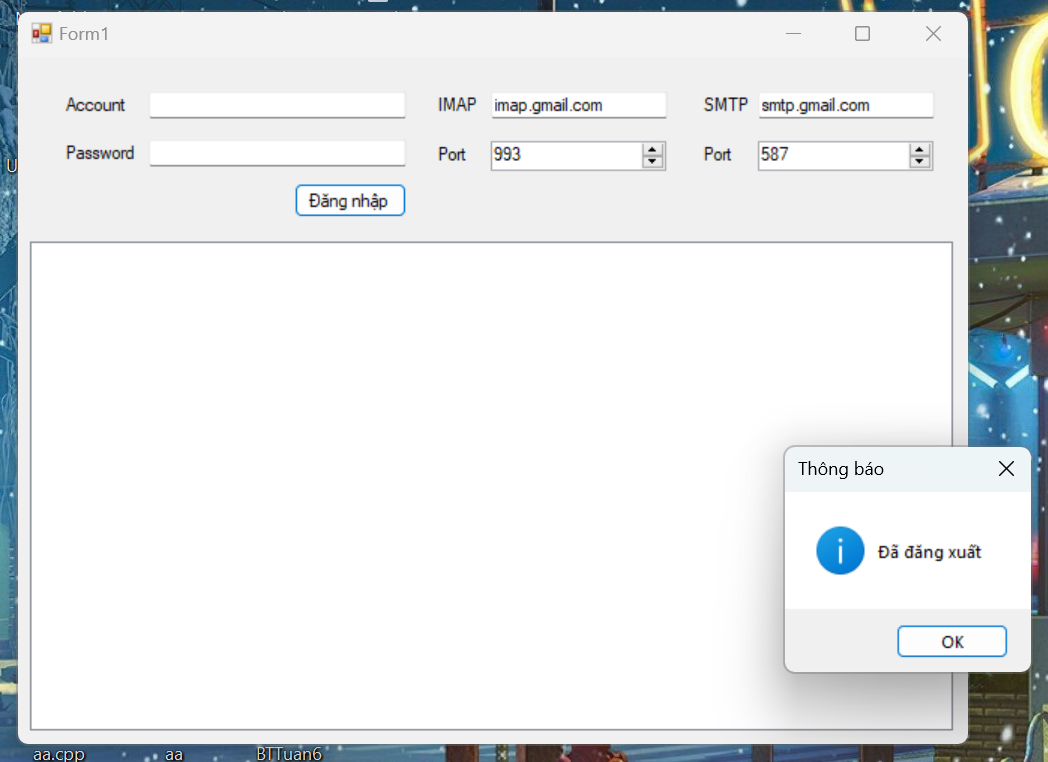 Form1
Account
IMAP
imap.gmail.com
SMTP
smtp.gmail.com
Password
Port
993
Port
587
Đăng nhập
Thông báo
Đã đăng xuất
OK
U
aa.cpp
aa
BTTuan6